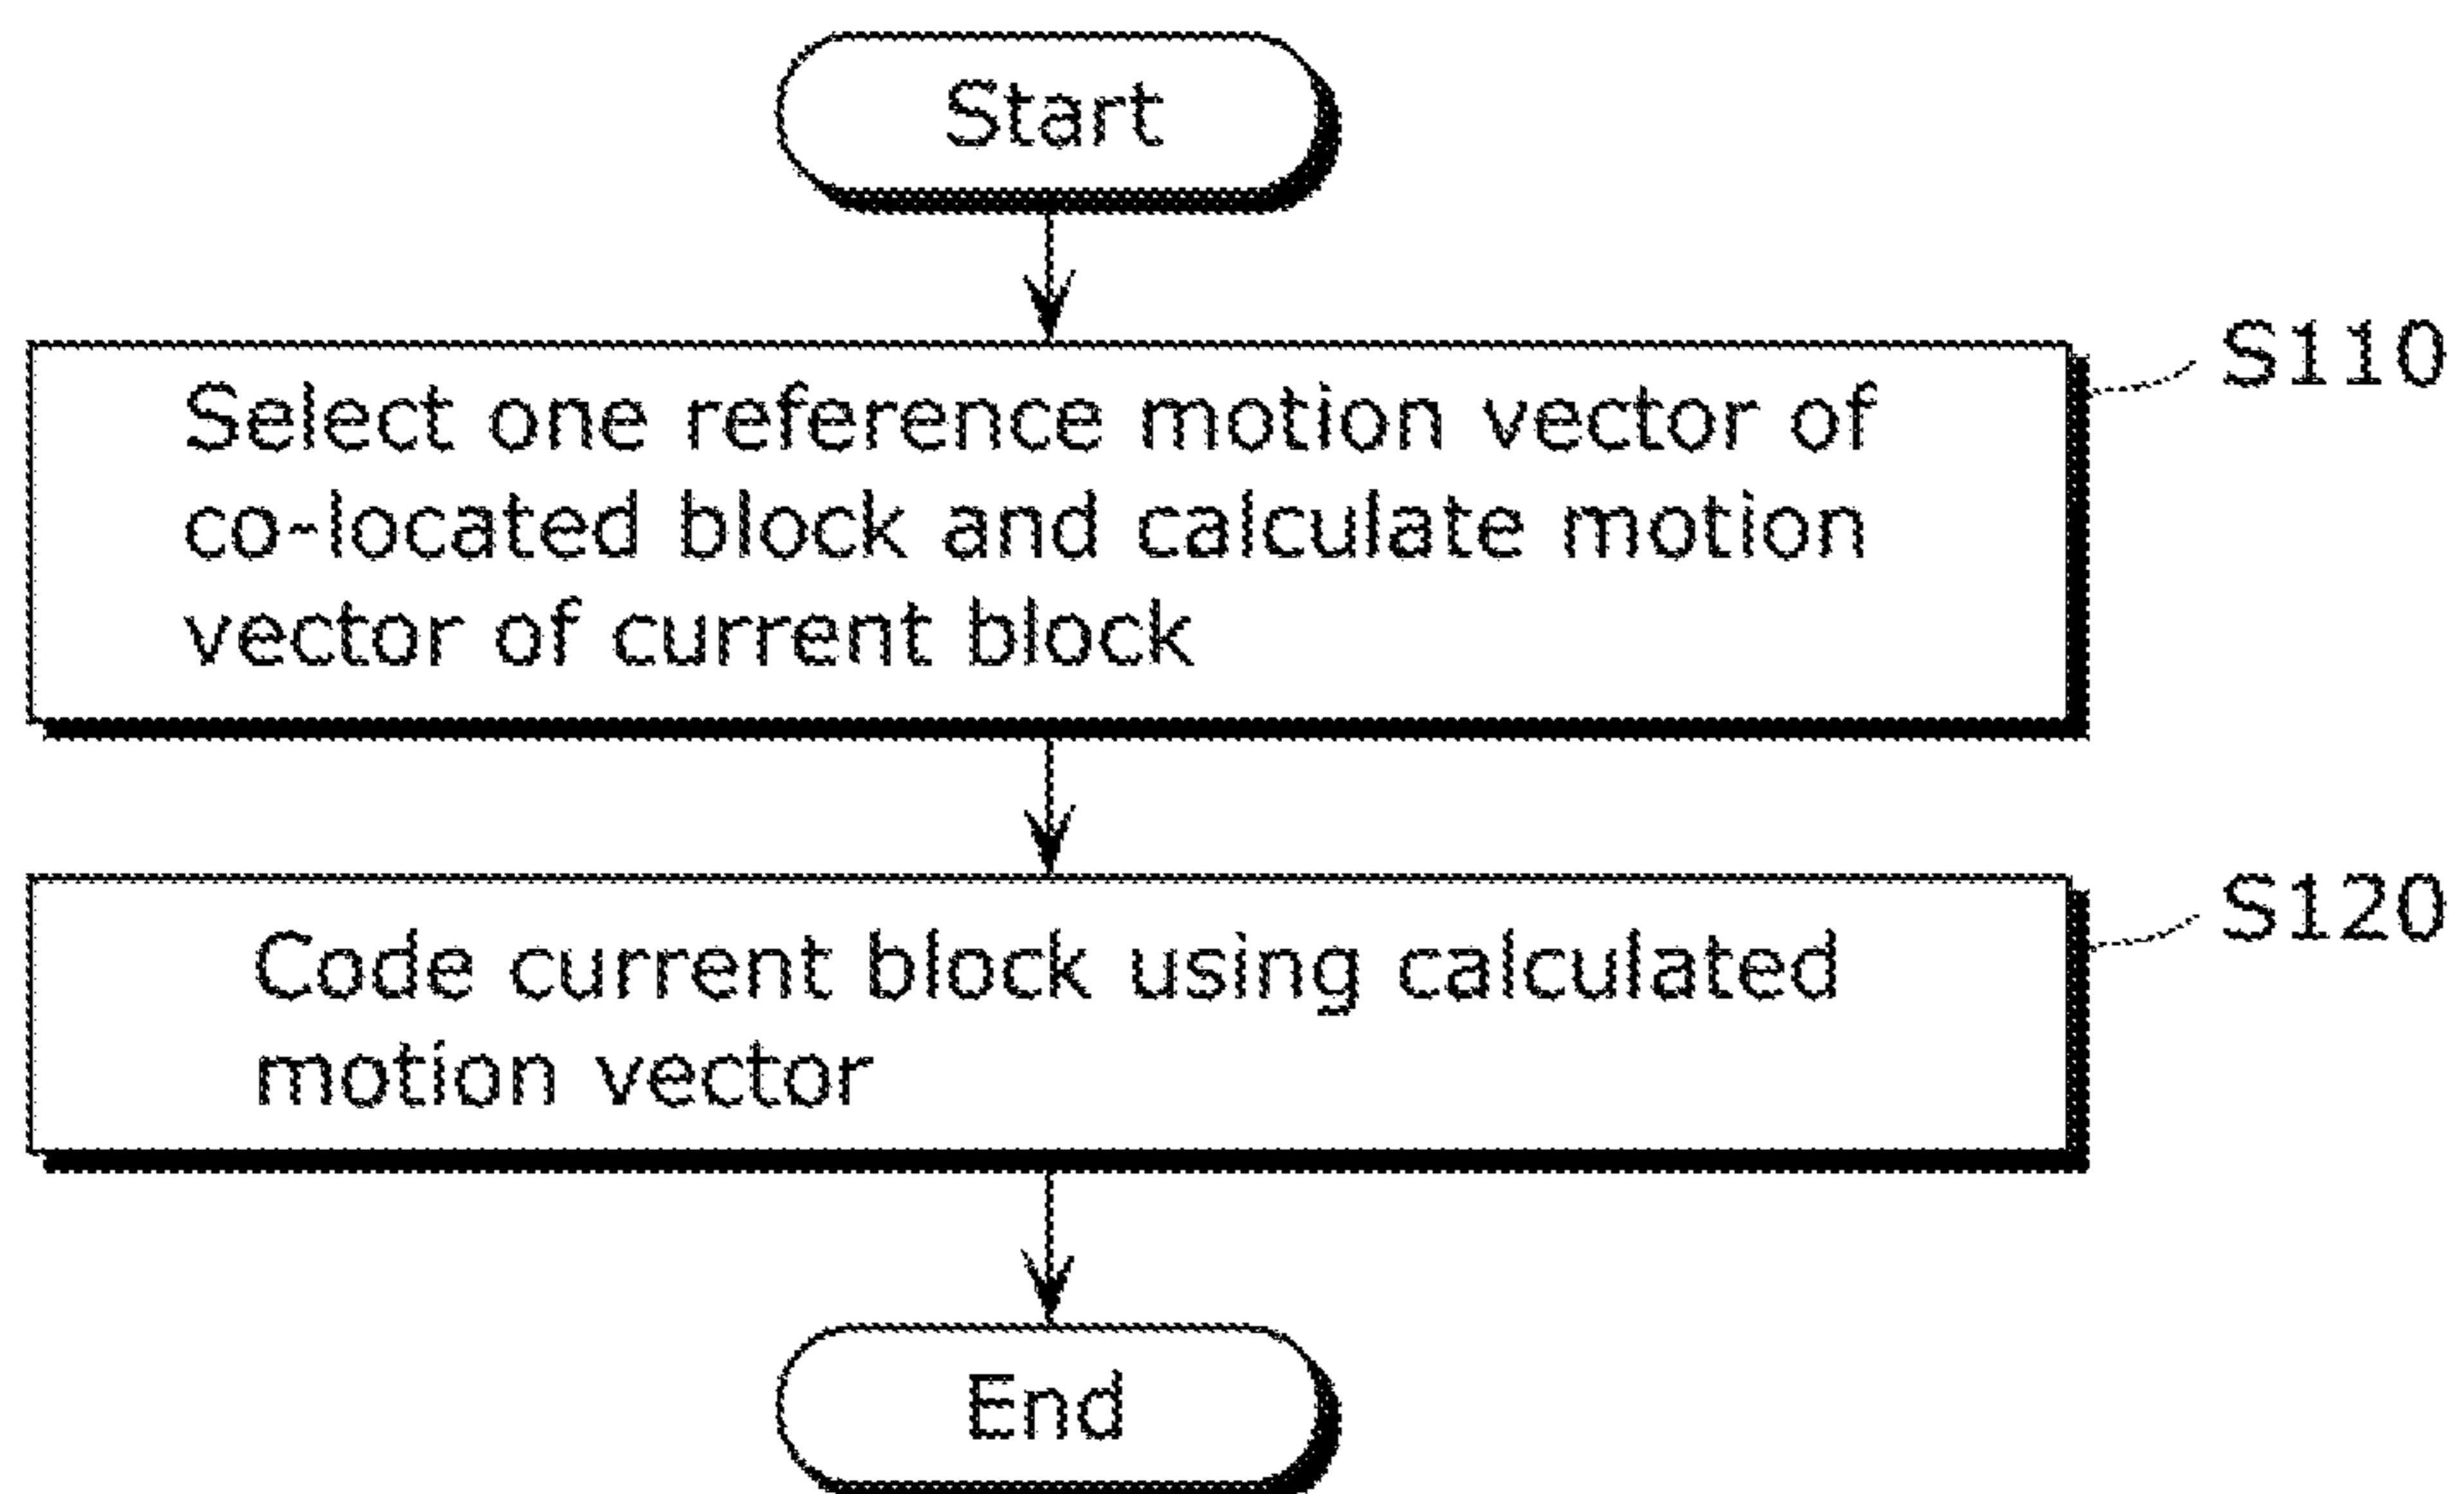 Start
S110
Select one reference motion vector of
co-located block and calculate motion
vector of current block
S120
Code current block using calculated
motion vector
End